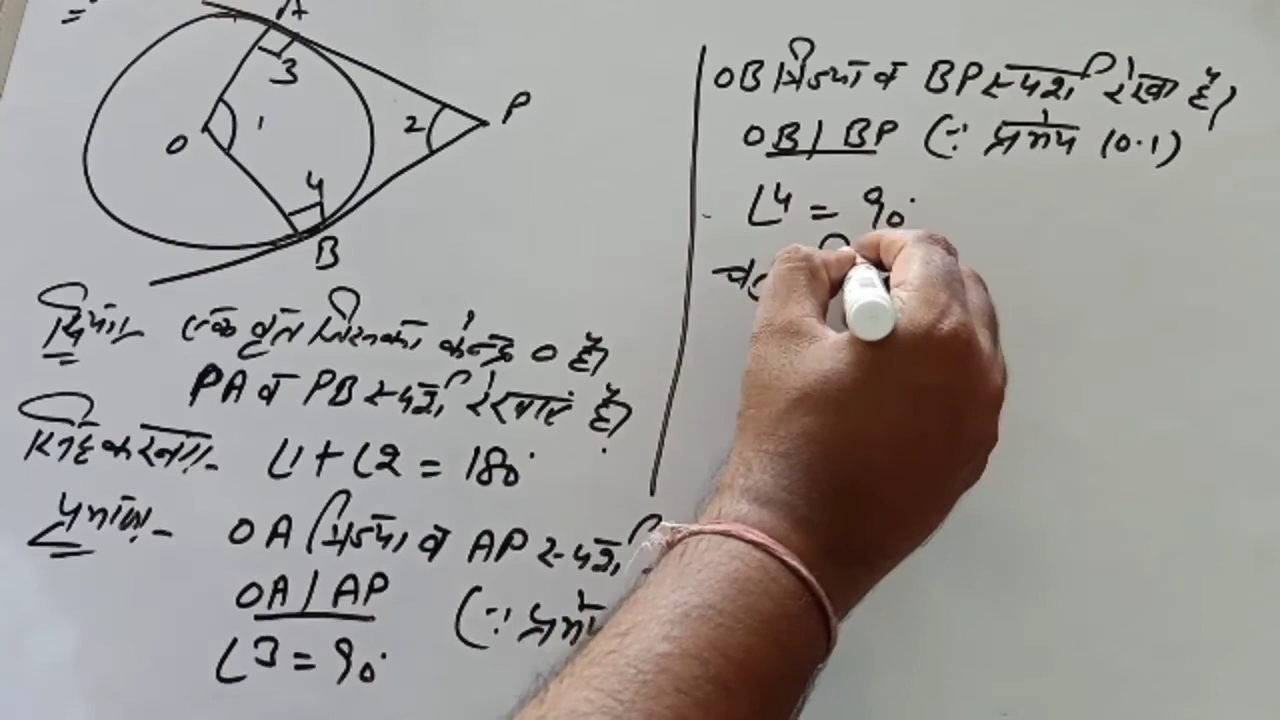 A
3
P
2
1
O
4
B
दिया:- एक वृत जिसका केन्द्र O है।
PA व PB स्पर्श रेखाएं है।
सिद्ध करना:- ∠1 + ∠2 = 180°
प्रमाण:- OA त्रिज्या व AP स्पर्श
OA ⊥ AP (∵ प्रमेय
∠3 = 90°
OB त्रिज्या व BP स्पर्श रेखा है।
OB ⊥ BP (∵ प्रमेय 10.1)
∠4 = 90°